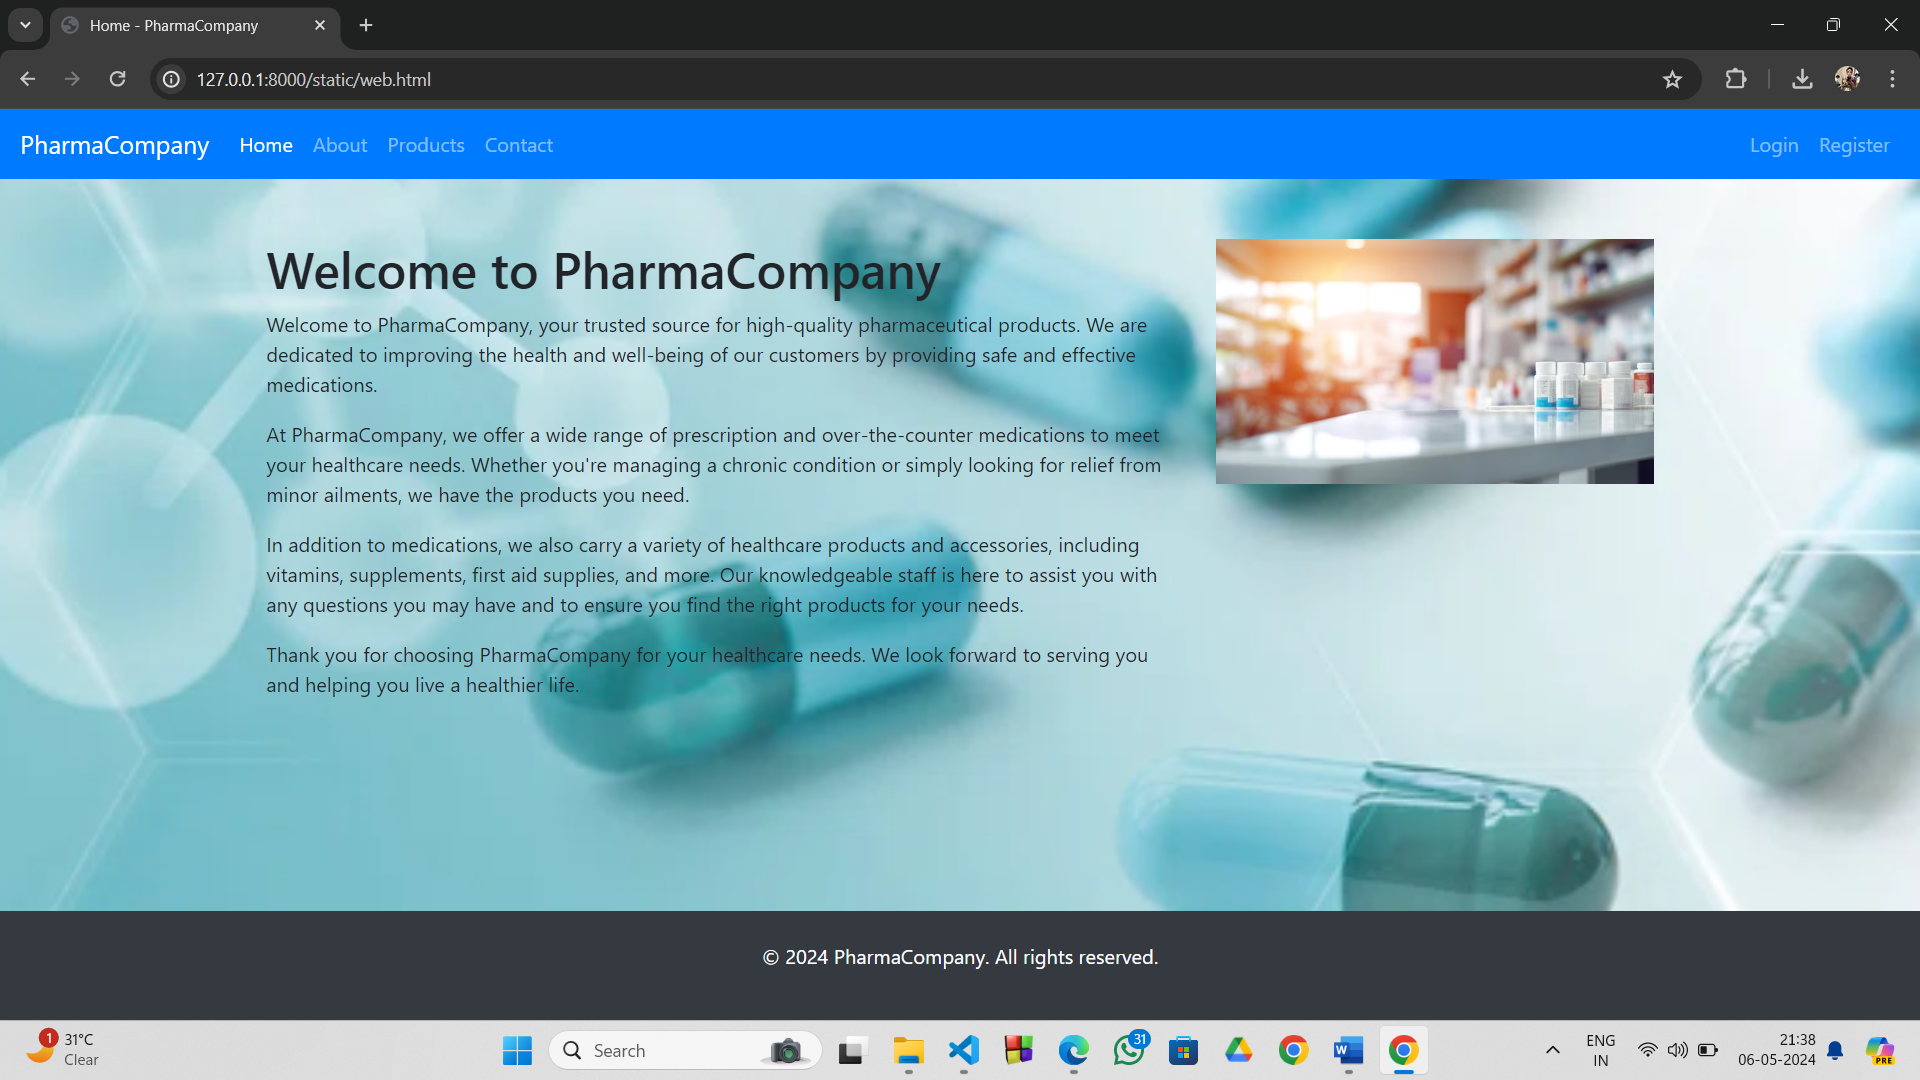 Home - PharmaCompany
127.0.0.1:8000/static/web.html
PharmaCompany Home About Products Contact Login Register
Welcome to PharmaCompany
Welcome to PharmaCompany, your trusted source for high-quality pharmaceutical products. We are
dedicated to improving the health and well-being of our customers by providing safe and effective
medications.
At PharmaCompany, we offer a wide range of prescription and over-the-counter medications to meet
your healthcare needs. Whether you're managing a chronic condition or simply looking for relief from
minor ailments, we have the products you need.
In addition to medications, we also carry a variety of healthcare products and accessories, including
vitamins, supplements, first aid supplies, and more. Our knowledgeable staff is here to assist you with
any questions you may have and to ensure you find the right products for your needs.
Thank you for choosing PharmaCompany for your healthcare needs. We look forward to serving you
and helping you live a healthier life.
© 2024 PharmaCompany. All rights reserved.
1
31°C
Clear
Search
31
W
ENG
IN
21:38
06-05-2024
PRE